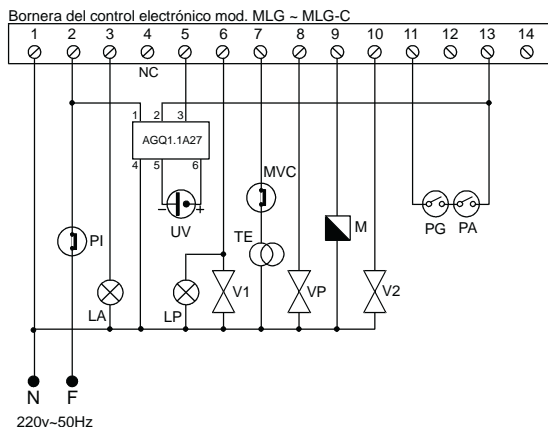 Bornera del control electrónico mod. MLG ~ MLG-C
1 2 3 4 5 6 7 8 9 10 11 12 13 14
NC
1 2 3
AGQ1.1A27
4 5 6
MVC
− +
UV
PG PA
PI
TE
M
LA
LP
V1
VP
V2
N F
220v~50Hz